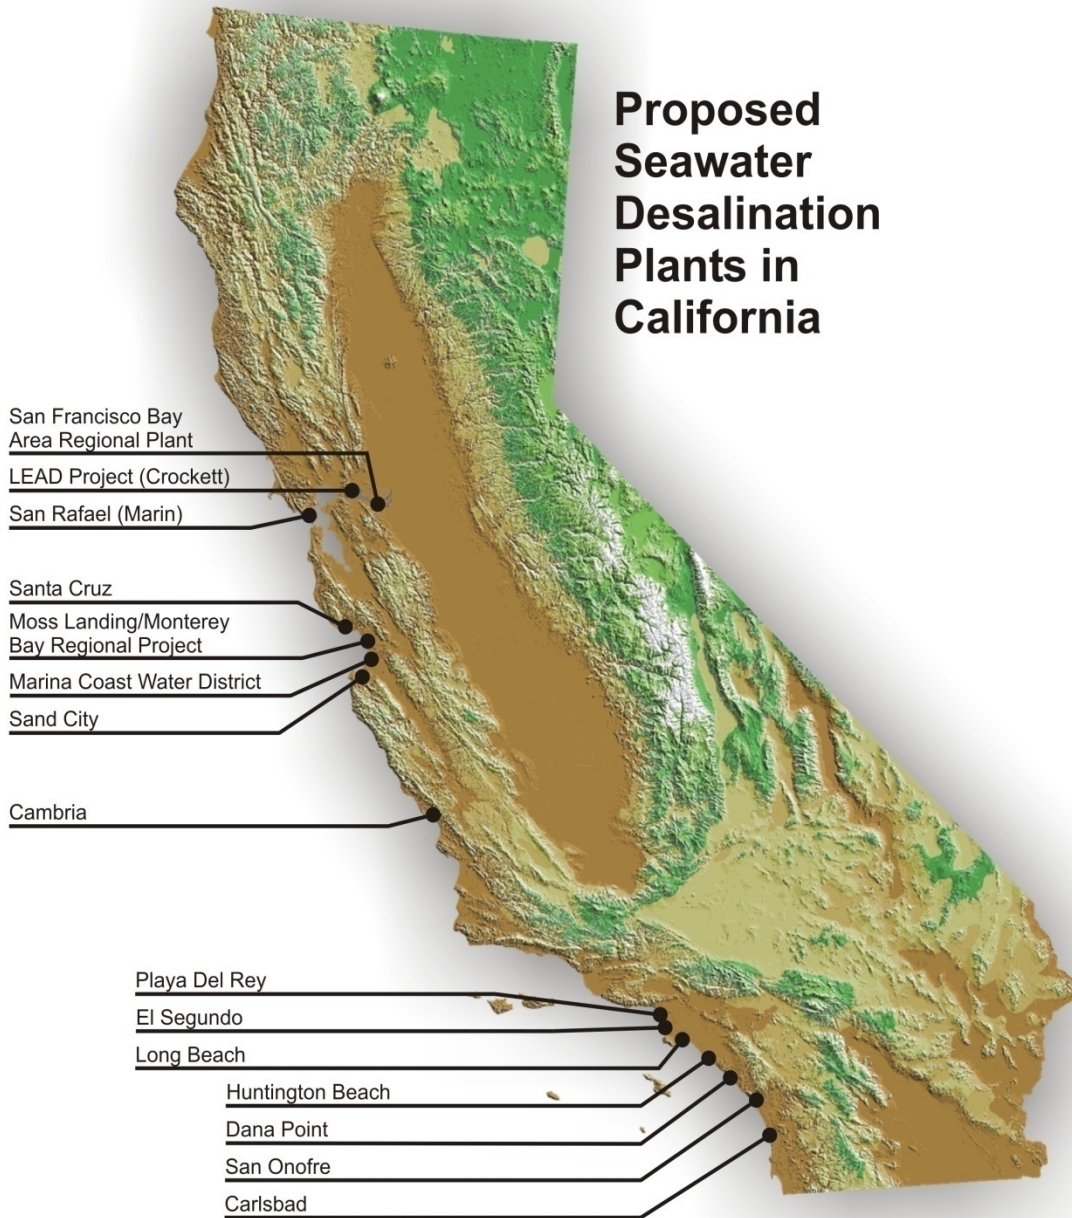 Proposed
Seawater
Desalination
Plants in
California
San Francisco Bay
Area Regional Plant
LEAD Project (Crockett)
San Rafael (Marin)
Santa Cruz
Moss Landing/Monterey
Bay Regional Project
Marina Coast Water District
Sand City
Cambria
Playa Del Rey
El Segundo
Long Beach
Huntington Beach
Dana Point
San Onofre
Carlsbad